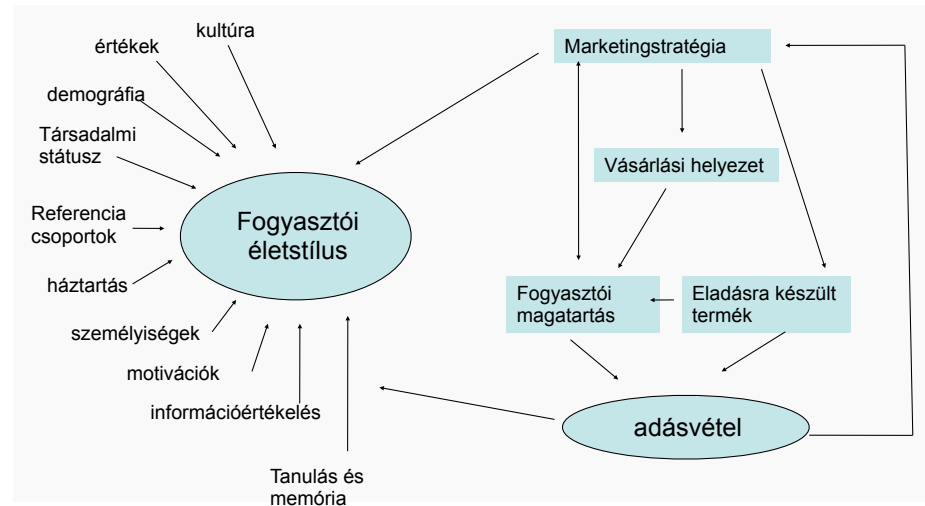 kultúra
értékek
demográfia
Társadalmi
státusz
Referencia
csoportok
háztartás
személyiségek
motivációk
információértékelés
Tanulás és
memória
Fogyasztói
életstílus
Marketingstratégia
Vásárlási helyezet
Fogyasztói
magatartás
Eladásra készült
termék
adásvétel